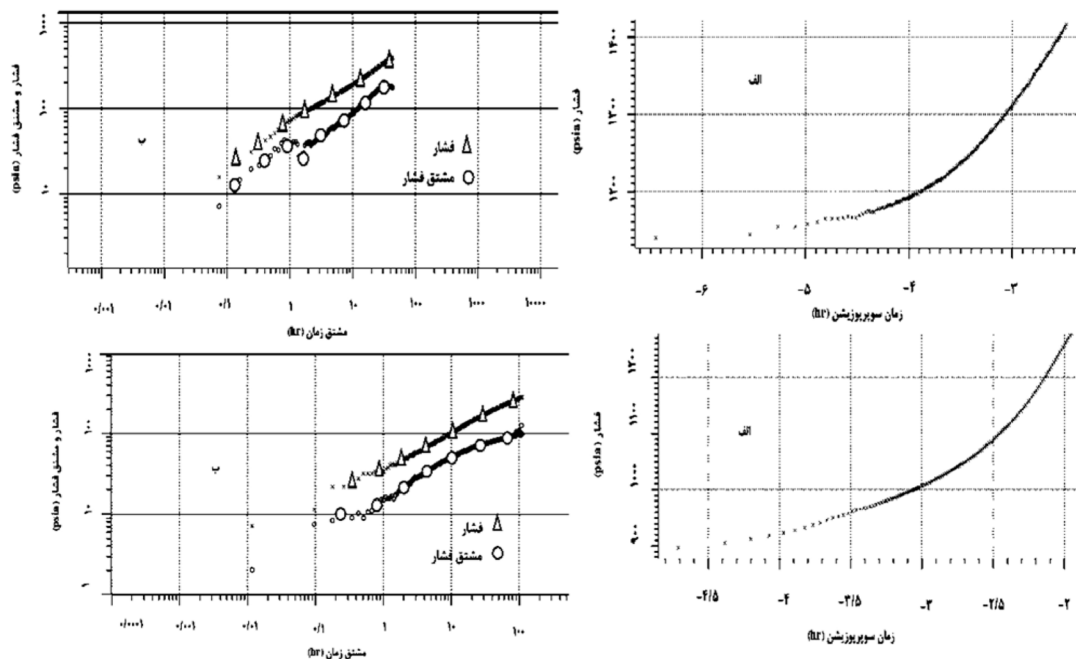 ۱۰۰۰
۱۰۰
۱۰
فشار و مشتق فشار (psia)
ب
فشار
مشتق فشار
۰/۰۰۱ ۰/۰۱ ۰/۱ ۱ ۱۰ ۱۰۰ ۱۰۰۰ ۱۰۰۰۰
مشتق زمان (hr)
۱۴۰۰
۱۳۰۰
۱۲۰۰
فشار (psia)
الف
-۶ -۵ -۴ -۳
زمان سوپرپوزیشن (hr)
۱۰۰۰
۱۰۰
۱۰
۱
فشار و مشتق فشار (psia)
ب
فشار
مشتق فشار
۰/۰۰۰۱ ۰/۰۰۱ ۰/۰۱ ۰/۱ ۱ ۱۰ ۱۰۰
مشتق زمان (hr)
۱۲۰۰
۱۱۰۰
۱۰۰۰
۹۰۰
فشار (psia)
الف
-۴/۵ -۴ -۳/۵ -۳ -۲/۵ -۲
زمان سوپرپوزیشن (hr)